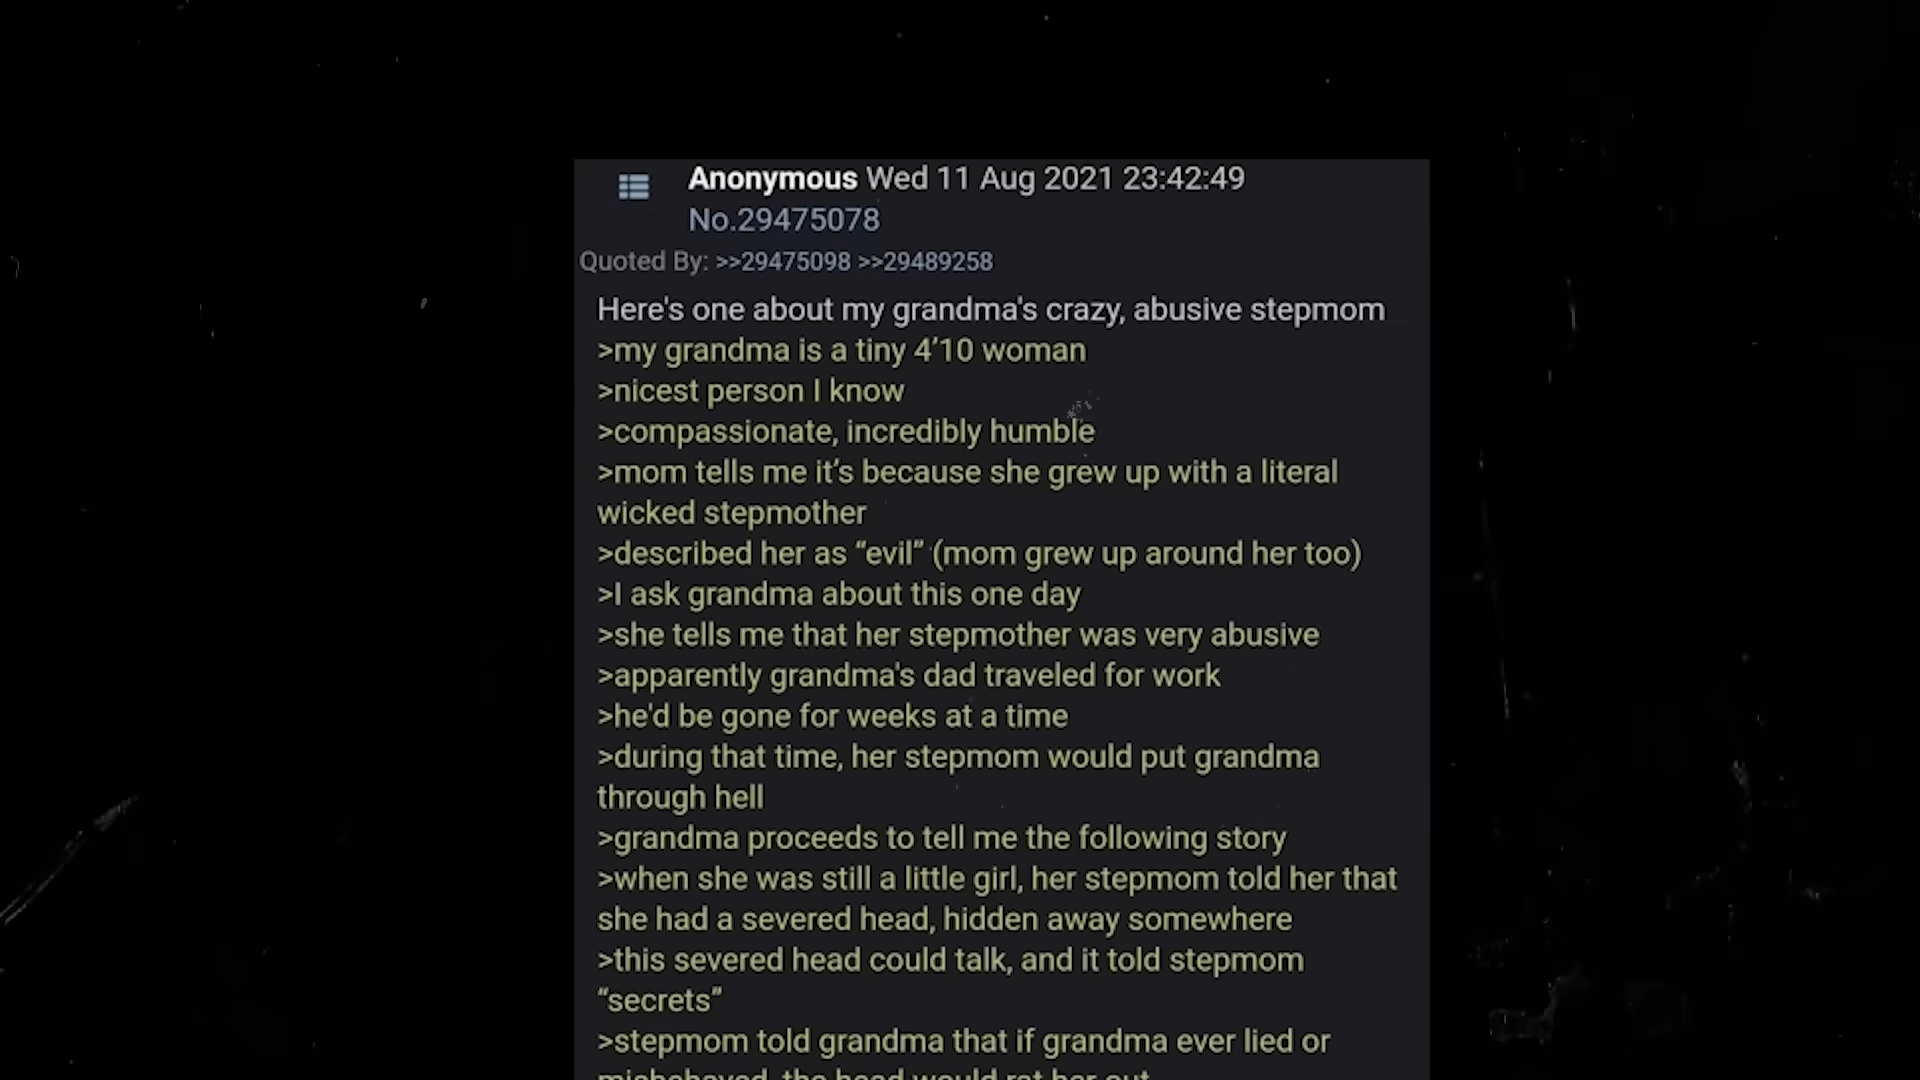 Anonymous Wed 11 Aug 2021 23:42:49
No.29475078
Quoted By: >>29475098 >>29489258
Here's one about my grandma's crazy, abusive stepmom
>my grandma is a tiny 4’10 woman
>nicest person I know
>compassionate, incredibly humble
>mom tells me it’s because she grew up with a literal
wicked stepmother
>described her as “evil” (mom grew up around her too)
>I ask grandma about this one day
>she tells me that her stepmother was very abusive
>apparently grandma's dad traveled for work
>he'd be gone for weeks at a time
>during that time, her stepmom would put grandma
through hell
>grandma proceeds to tell me the following story
>when she was still a little girl, her stepmom told her that
she had a severed head, hidden away somewhere
>this severed head could talk, and it told stepmom
“secrets”
>stepmom told grandma that if grandma ever lied or
misbehaved, the head would rat her out